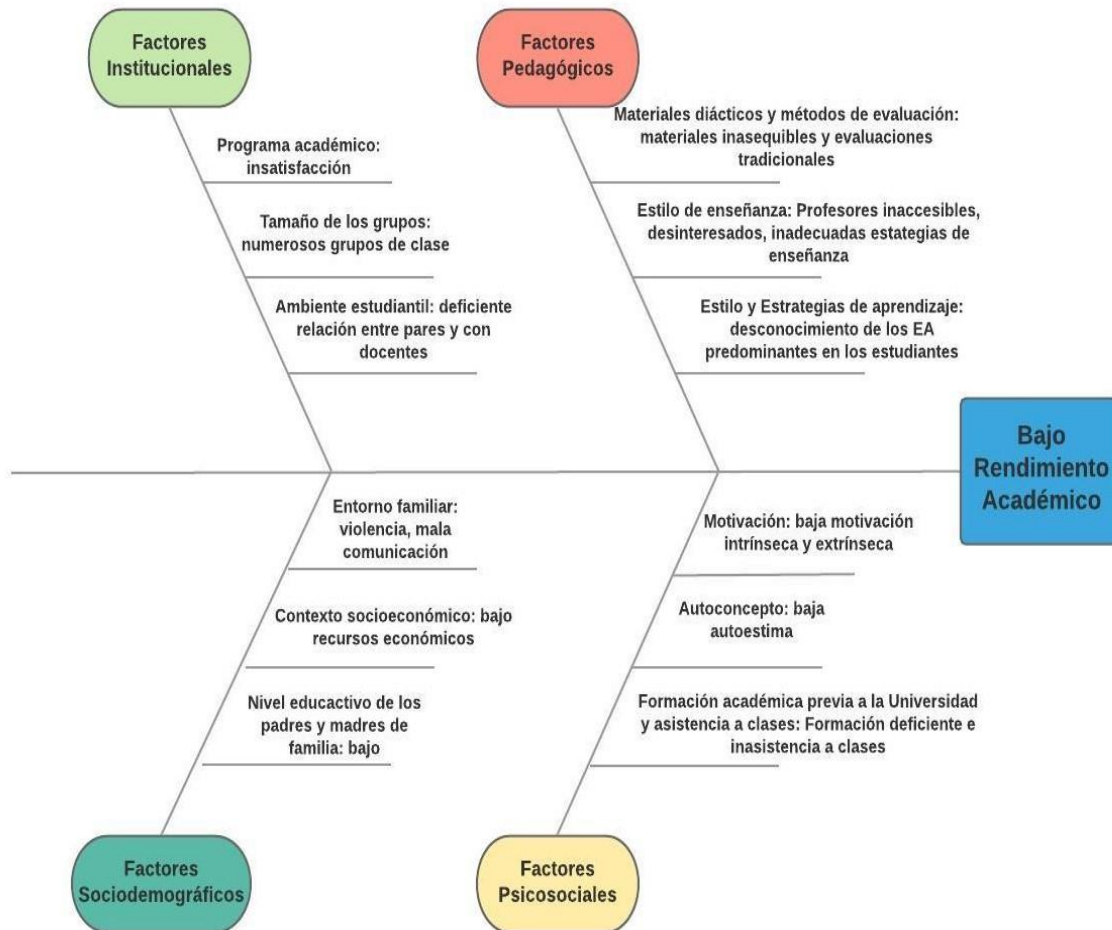 Factores
Institucionales
Factores
Pedagógicos
Programa académico:
insatisfacción
Tamaño de los grupos:
numerosos grupos de clase
Ambiente estudiantil: deficiente
relación entre pares y con
docentes
Materiales diácticos y métodos de evaluación:
materiales inasequibles y evaluaciones
tradicionales
Estilo de enseñanza: Profesores inaccesibles,
desinteresados, inadecuadas estategias de
enseñanza
Estilo y Estrategias de aprendizaje:
desconocimiento de los EA
predominantes en los estudiantes
Bajo
Rendimiento
Académico
Entorno familiar:
violencia, mala
comunicación
Contexto socioeconómico: bajo
recursos económicos
Nivel educactivo de los
padres y madres de
familia: bajo
Motivación: baja motivación
intrínseca y extrínseca
Autoconcepto: baja
autoestima
Formación académica previa a la Universidad
y asistencia a clases: Formación deficiente e
inasistencia a clases
Factores
Sociodemográficos
Factores
Psicosociales